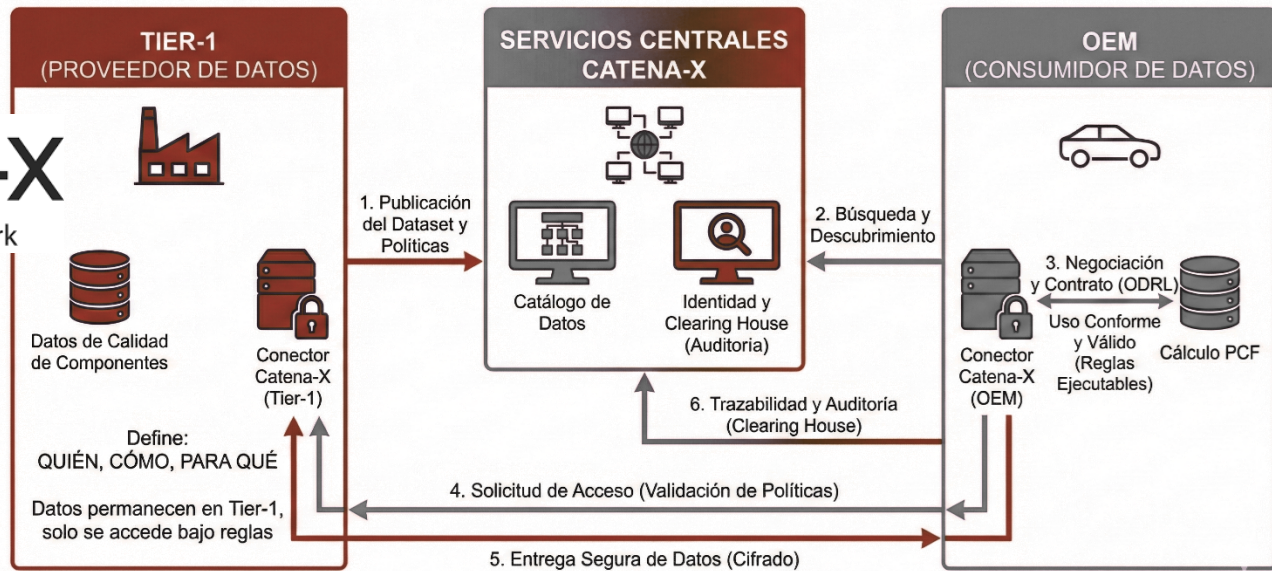 TIER-1
(PROVEEDOR DE DATOS)
-X
rk
Datos de Calidad
de Componentes
Conector
Catena-X
(Tier-1)
Define:
QUIÉN, CÓMO, PARA QUÉ
Datos permanecen en Tier-1,
solo se accede bajo reglas
1. Publicación
del Dataset y
Políticas
SERVICIOS CENTRALES
CATENA-X
Catálogo de
Datos
Identidad y
Clearing House
(Auditoria)
2. Búsqueda y
Descubrimiento
OEM
(CONSUMIDOR DE DATOS)
Conector
Catena-X
(OEM)
3. Negociación
y Contrato (ODRL)
Uso Conforme
y Válido
(Reglas
Ejecutables)
Cálculo PCF
6. Trazabilidad y Auditoría
(Clearing House)
4. Solicitud de Acceso (Validación de Políticas)
5. Entrega Segura de Datos (Cifrado)